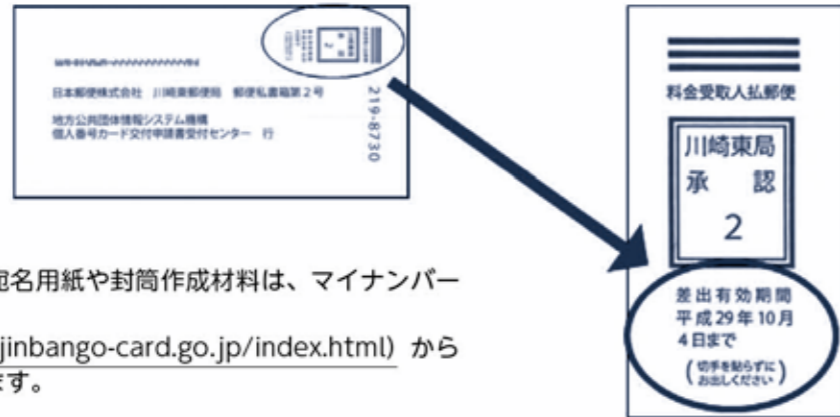 日本郵便株式会社 川崎東郵便局 郵便私書箱第2号
地方公共団体情報システム機構
個人番号カード交付申請書受付センター 行
219-8730
料金受取人払郵便
川崎東局
承 認
2
差出有効期間
平成29年10月
4日まで
(切手を貼らずに
お出しください)
宛名用紙や封筒作成材料は、マイナンバー
jinbango-card.go.jp/index.html) から
ます。